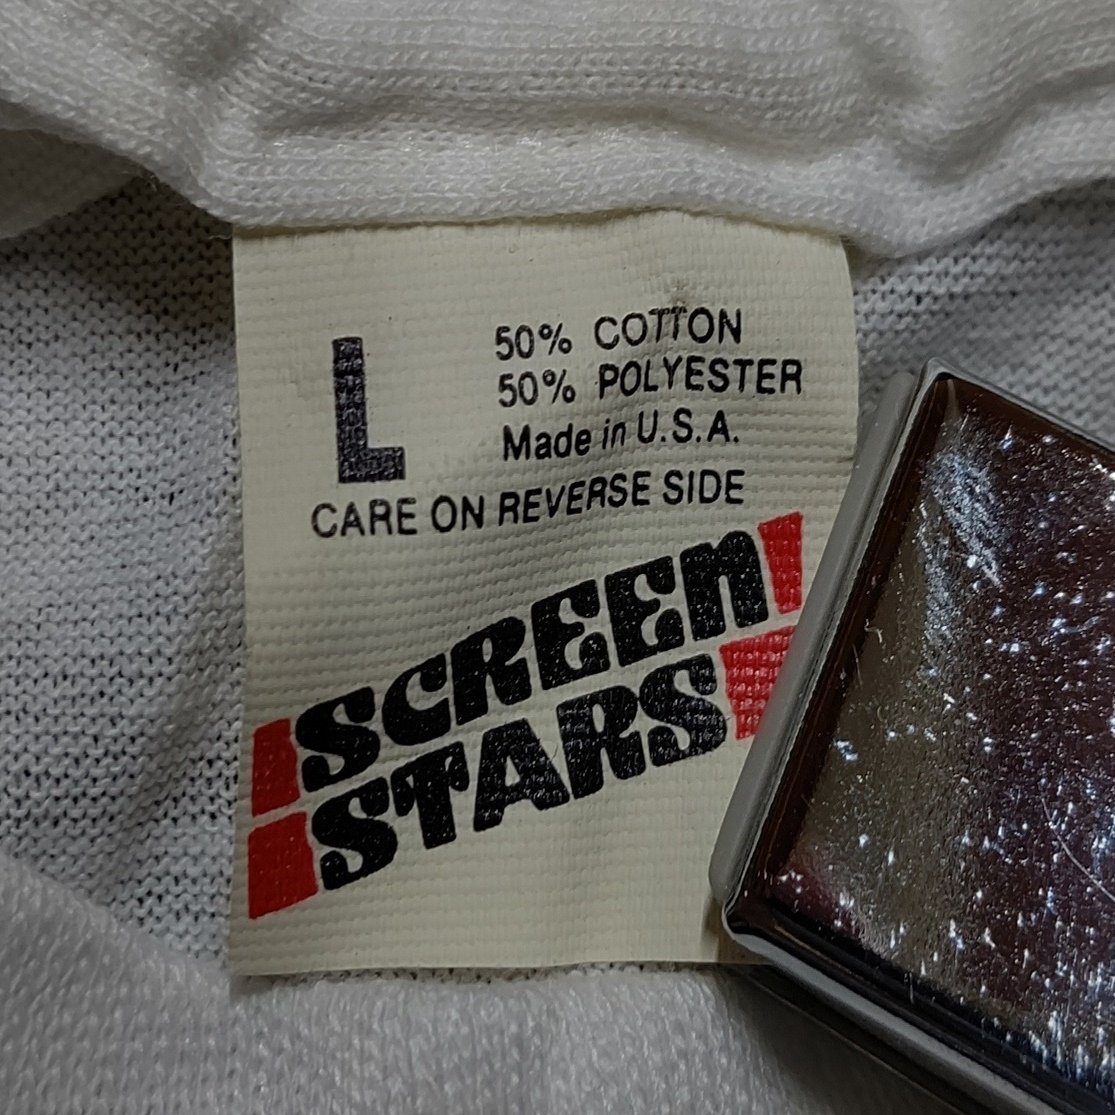 L
50% COTTON
50% POLYESTER
Made in U.S.A.
CARE ON REVERSE SIDE
SCREEN
STARS